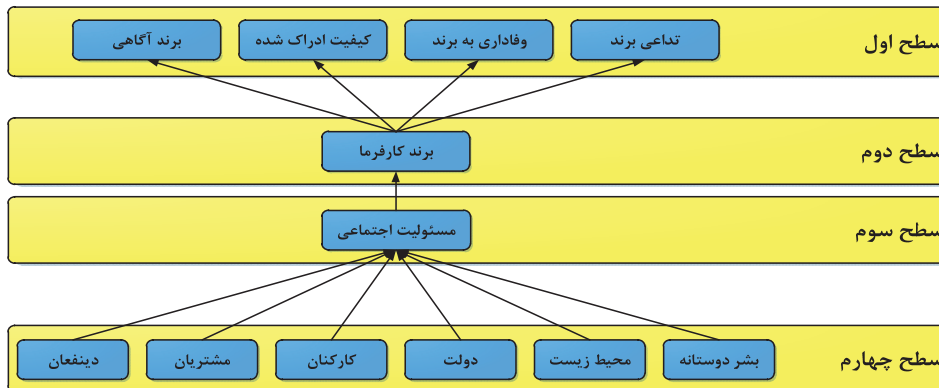 سطح اول
تداعی برند
وفاداری به برند
کیفیت ادراک شده
برند آگاهی
سطح دوم
برند کارفرما
سطح سوم
مسئولیت اجتماعی
سطح چهارم
بشر دوستانه
محیط زیست
دولت
کارکنان
مشتریان
دینفعان